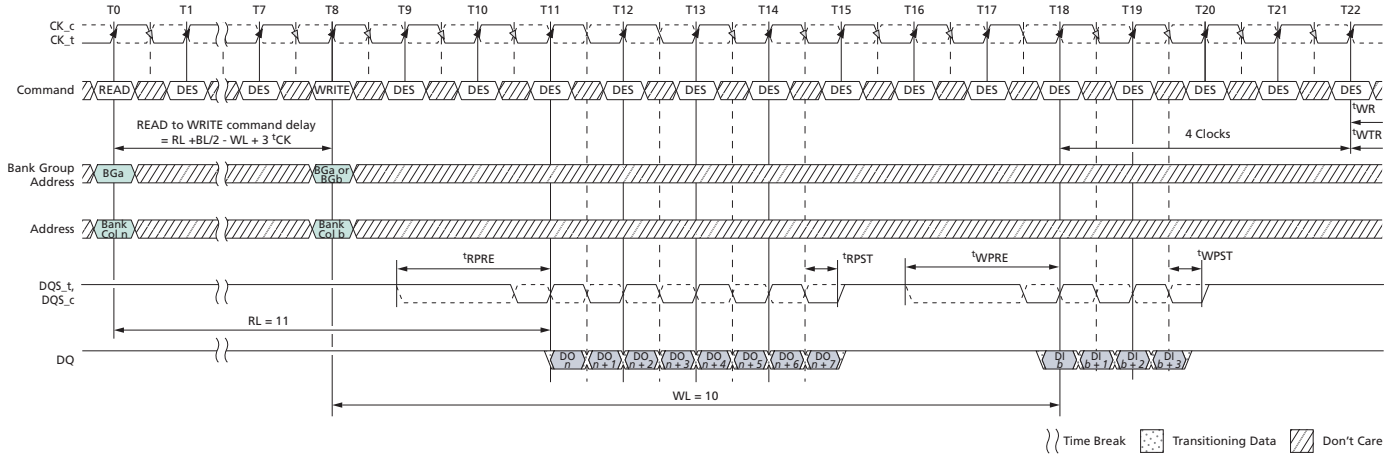 T0 T1 T7 T8 T9 T10 T11 T12 T13 T14 T15 T16 T17 T18 T19 T20 T21 T22
CK_c
CK_t
Command READ DES DES WRITE DES DES DES DES DES DES DES DES DES DES DES DES DES DES
tWR
READ to WRITE command delay
= RL +BL/2 - WL + 3 tCK
4 Clocks
tWTR
Bank Group
Address
BGa
BGa or
BGb
Address
Bank
Col n
Bank
Col b
tRPRE
tRPST
tWPRE
tWPST
DQS_t,
DQS_c
RL = 11
DQ
DO
n
DO
n + 1
DO
n + 2
DO
n + 3
DO
n + 4
DO
n + 5
DO
n + 6
DO
n + 7
DI
b
DI
b + 1
DI
b + 2
DI
b + 3
WL = 10
Time Break Transitioning Data Don't Care